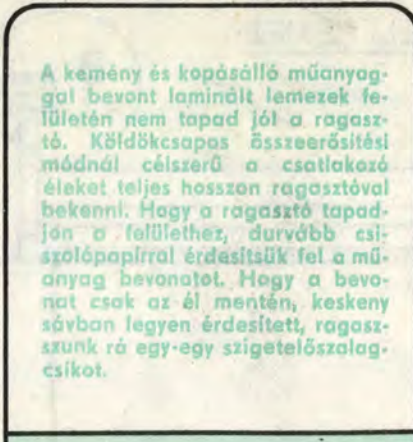 A kemény és kopásálló műanyag-
gal bevont laminált lemezek fe-
lületén nem tapad jól a ragasz-
tó. Köldökcsapos összeerősítési
módnál célszerű a csatlakozó
éleket teljes hosszon ragasztóval
bekenni. Hogy a ragasztó tapad-
jon a felülethez, durvább csi-
szolópapírral érdesítsük fel a mű-
anyag bevonatot. Hogy a bevo-
nat csak az él mentén, keskeny
sávban legyen érdesített, ragasz-
szunk rá egy-egy szigetelőszalag-
csíkot.